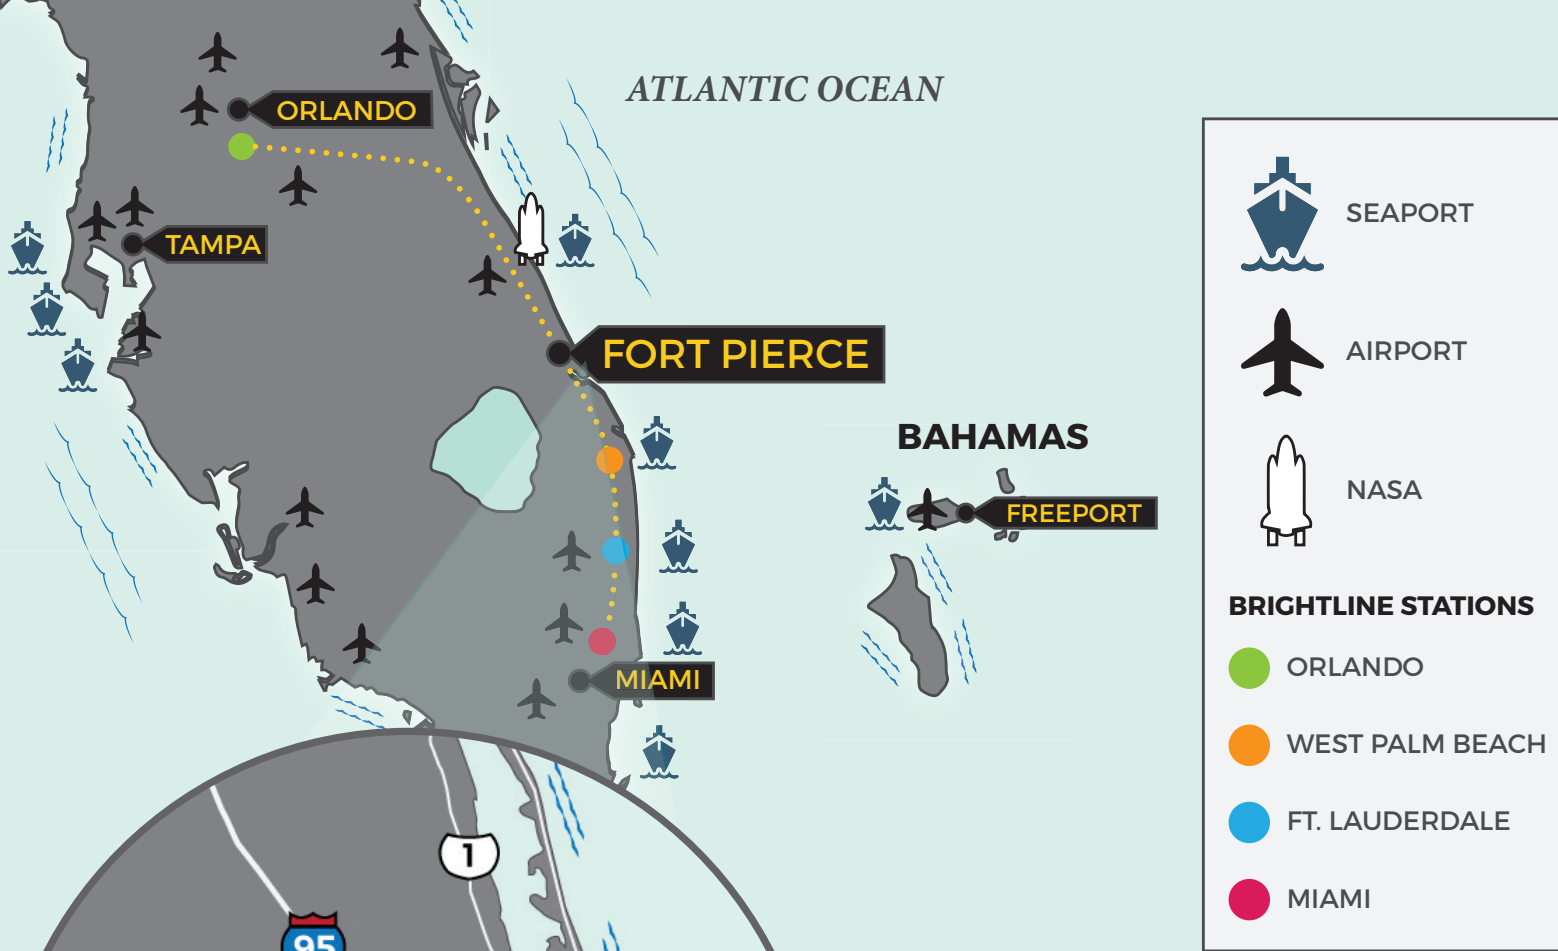 ATLANTIC OCEAN
ORLANDO
TAMPA
FORT PIERCE
BAHAMAS
FREEPORT
MIAMI
1
95
SEAPORT
AIRPORT
NASA
BRIGHTLINE STATIONS
ORLANDO
WEST PALM BEACH
FT. LAUDERDALE
MIAMI